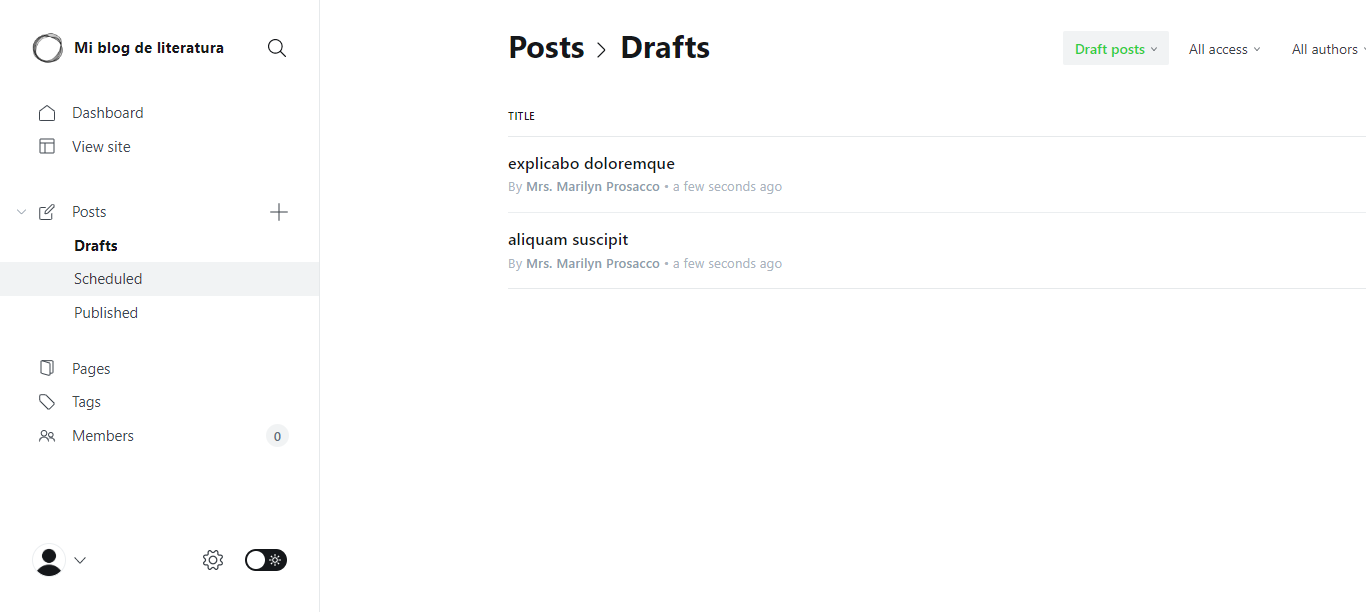 Mi blog de literatura
Dashboard
View site
Posts
Drafts
Scheduled
Published
Pages
Tags
Members 0
Posts > Drafts
Draft posts All access All authors
TITLE
explicabo doloremque
By Mrs. Marilyn Prosacco • a few seconds ago
aliquam suscipit
By Mrs. Marilyn Prosacco • a few seconds ago